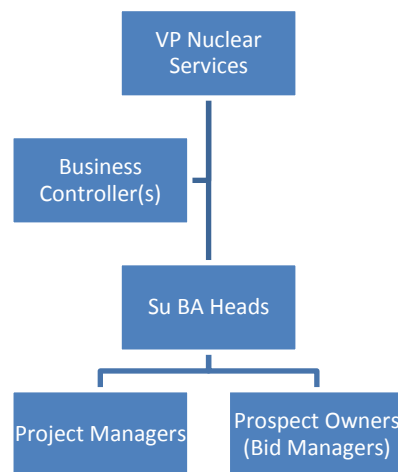 VP Nuclear
Services
Business
Controller(s)
Su BA Heads
Project Managers
Prospect Owners
(Bid Managers)